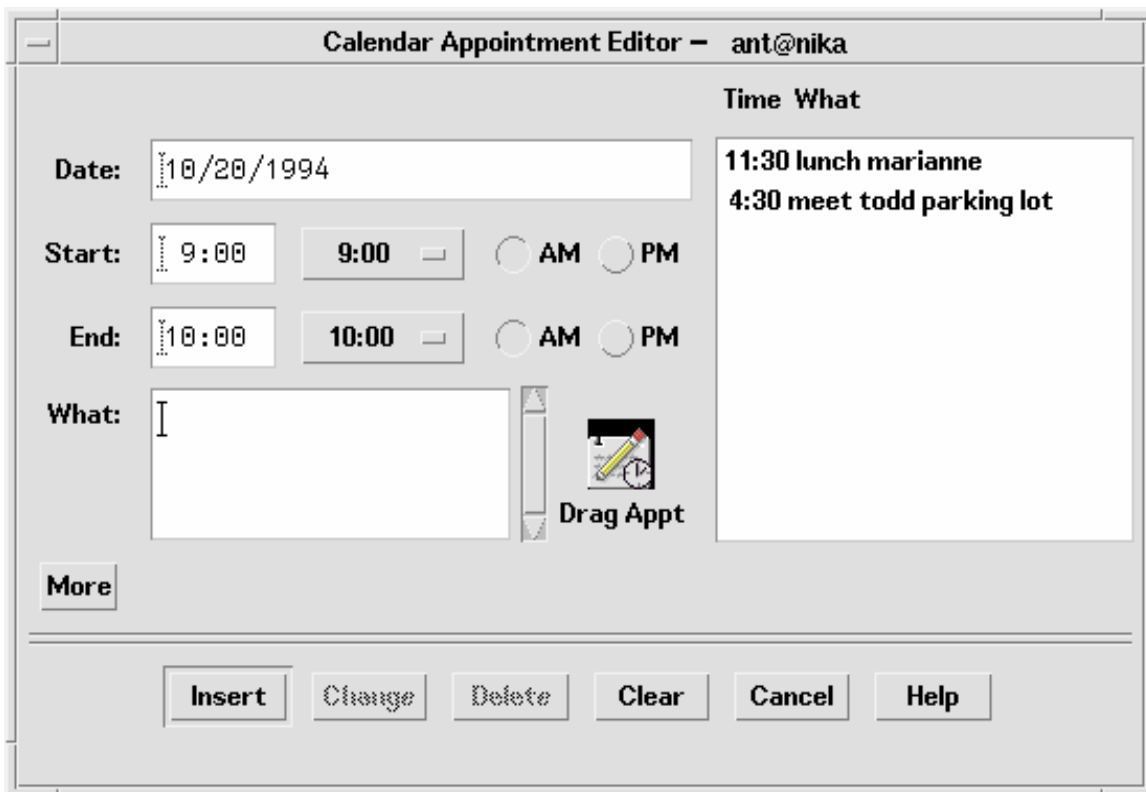 Calendar Appointment Editor – ant@nika
Time What
Date: 10/20/1994
11:30 lunch marianne
4:30 meet todd parking lot
Start: 9:00 9:00 AM PM
End: 10:00 10:00 AM PM
What:
Drag Appt
More
Insert Change Delete Clear Cancel Help